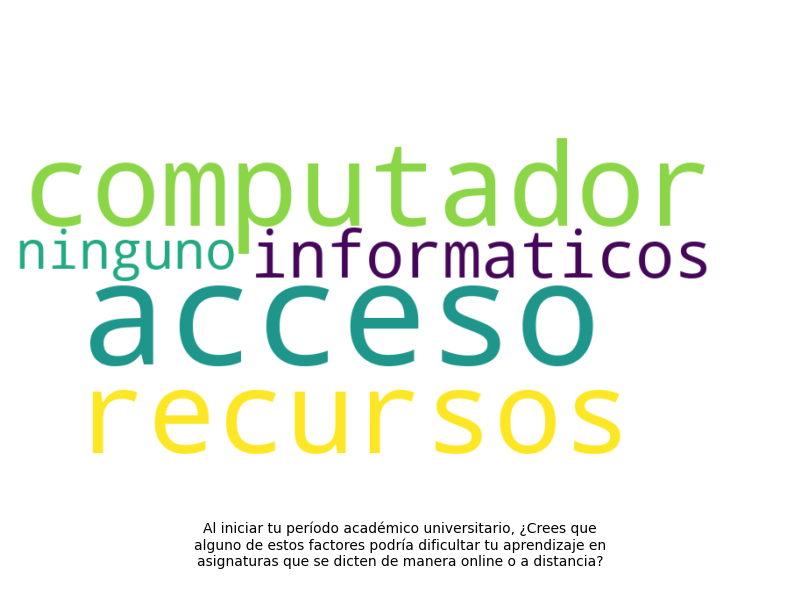 computador
ninguno informaticos
acceso
recursos
Al iniciar tu período académico universitario, ¿Crees que
alguno de estos factores podría dificultar tu aprendizaje en
asignaturas que se dicten de manera online o a distancia?